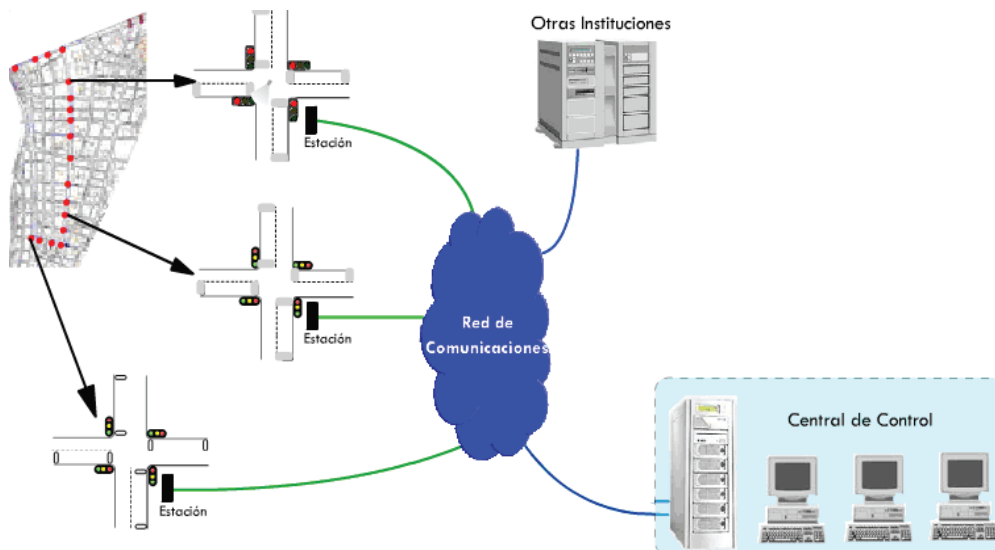 Otras Instituciones
Estación
Estación
Red de
Comunicaciones
Central de Control
Estación